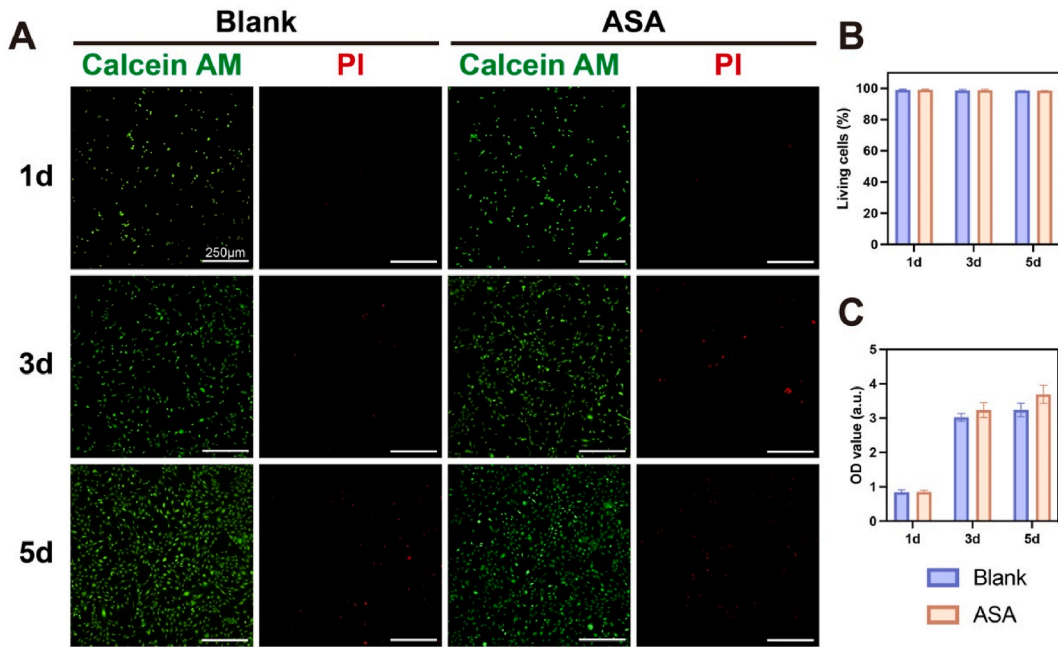 A
Blank
ASA
Calcein AM
PI
Calcein AM
PI
1d
250μm
3d
5d
B
Living cells (%)
100
80
60
40
20
0
1d
3d
5d
C
OD value (a.u.)
5
4
3
2
1
0
1d
3d
5d
Blank
ASA